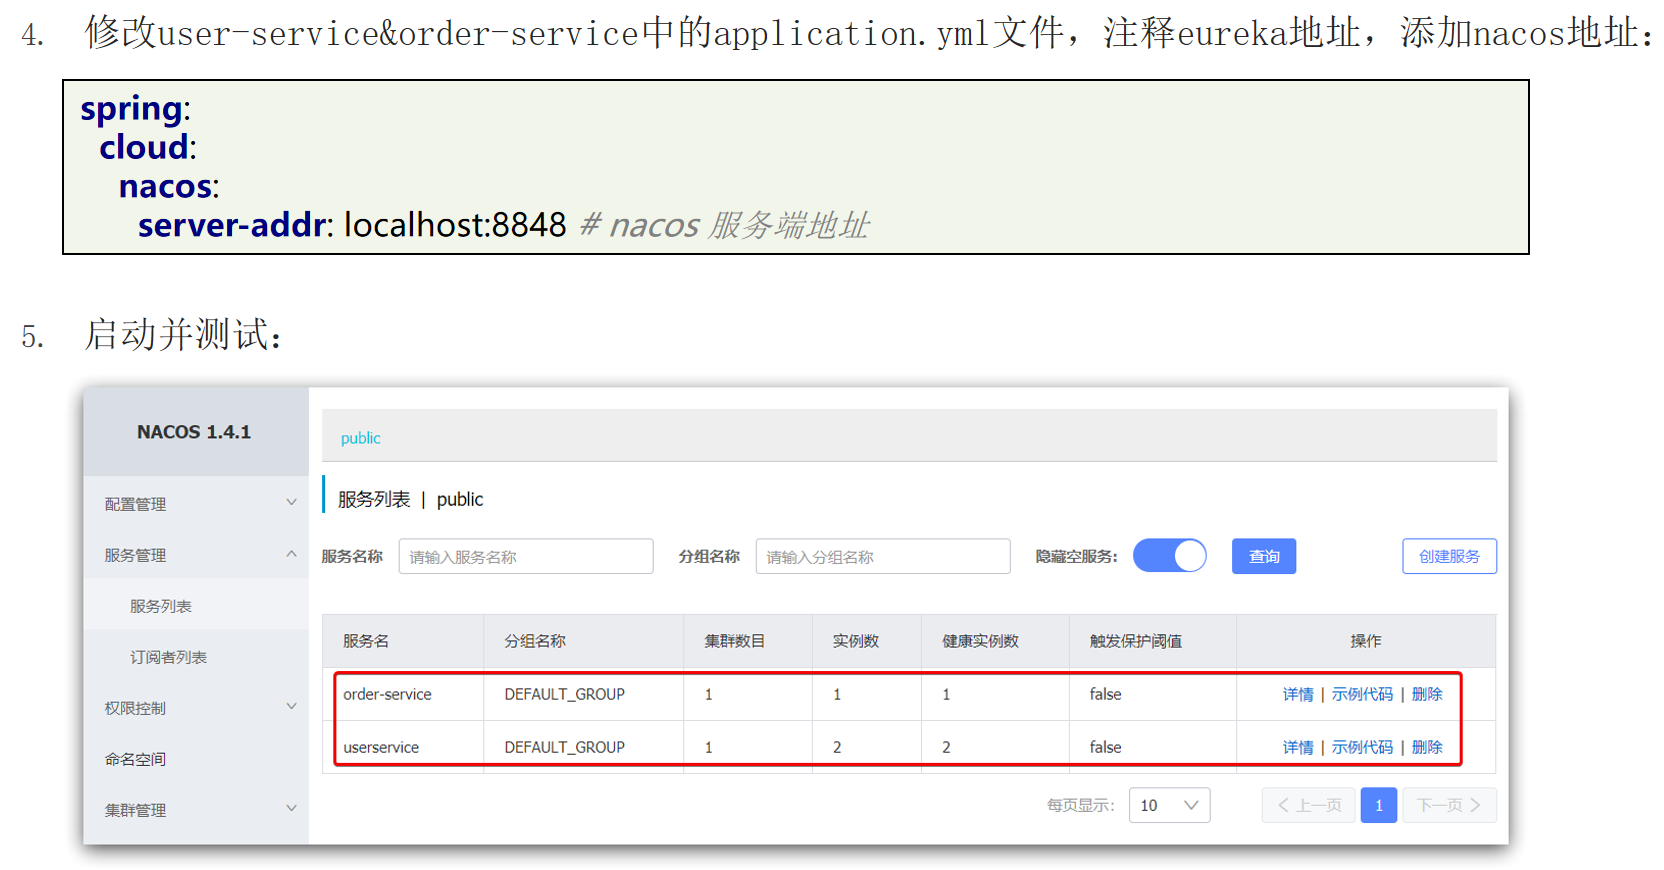 4. 修改user-service&order-service中的application.yml文件，注释eureka地址，添加nacos地址：
spring:
cloud:
nacos:
server-addr: localhost:8848 # nacos 服务端地址
5. 启动并测试：
NACOS 1.4.1
public
配置管理
服务管理
服务列表
订阅者列表
权限控制
命名空间
集群管理
服务列表 | public
服务名称 请输入服务名称 分组名称 请输入分组名称 隐藏空服务: 查询 创建服务
服务名 分组名称 集群数目 实例数 健康实例数 触发保护阈值 操作
order-service DEFAULT_GROUP 1 1 1 false 详情 | 示例代码 | 删除
userservice DEFAULT_GROUP 1 2 2 false 详情 | 示例代码 | 删除
每页显示: 10 上一页 1 下一页